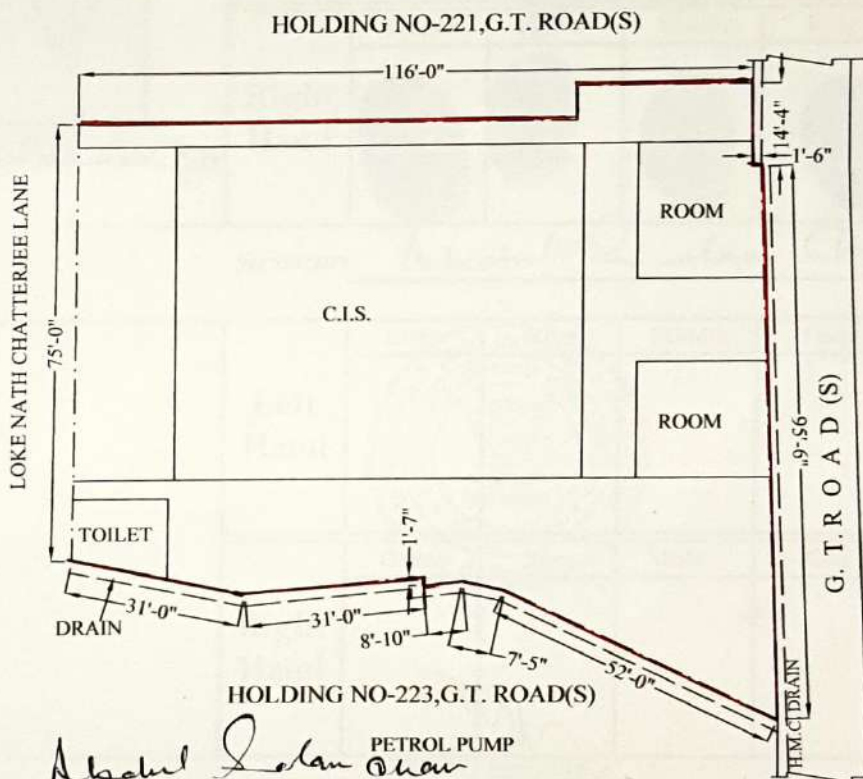 HOLDING NO-221,G.T. ROAD(S)
116'-0"
14'-4"
1'-6"
ROOM
LOKE NATH CHATTERJEE LANE
75'-0"
C.I.S.
ROOM
95'-6"
G. T. R O A D (S)
TOILET
1'-7"
31'-0"
DRAIN
31'-0"
8'-10"
7'-5"
52'-0"
H.M.C. DRAIN
HOLDING NO-223,G.T. ROAD(S)
PETROL PUMP
Abdul